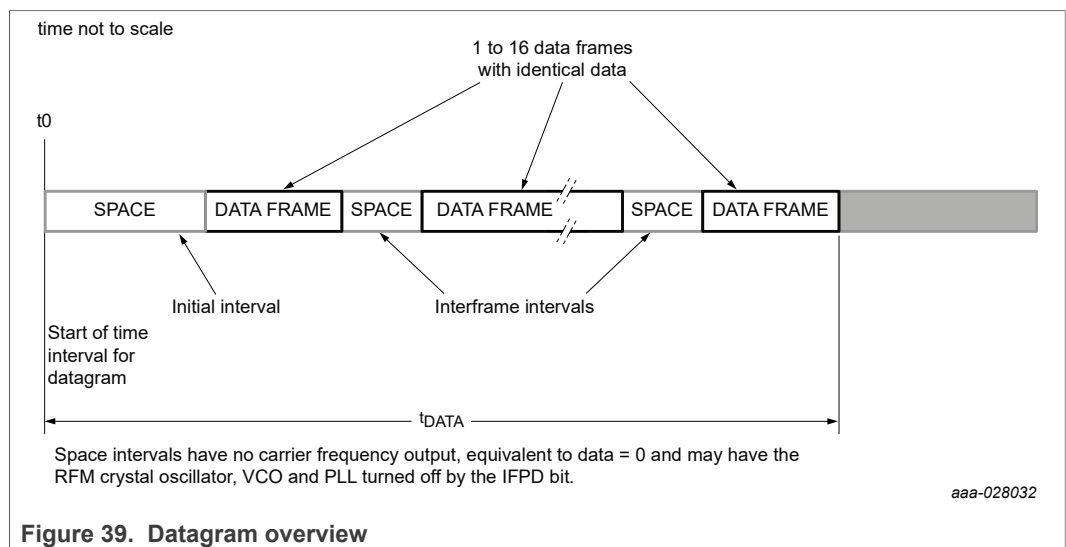 time not to scale
1 to 16 data frames
with identical data
t0
SPACE DATA FRAME SPACE DATA FRAME SPACE DATA FRAME
Initial interval
Interframe intervals
Start of time
interval for
datagram
tDATA
Space intervals have no carrier frequency output, equivalent to data = 0 and may have the
RFM crystal oscillator, VCO and PLL turned off by the IFPD bit.
aaa-028032
Figure 39. Datagram overview